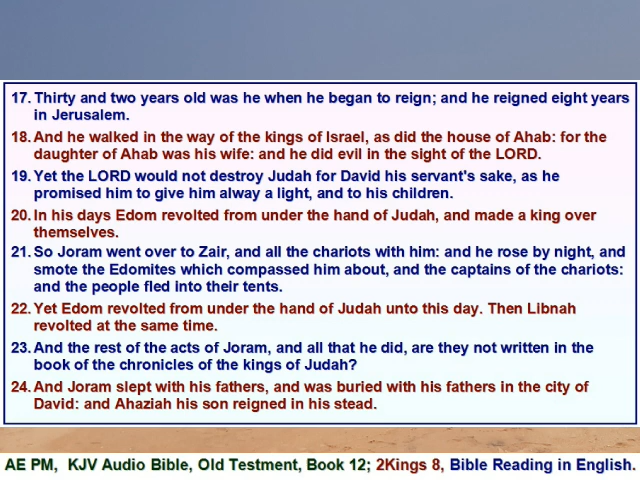 17. Thirty and two years old was he when he began to reign; and he reigned eight years
in Jerusalem.
18. And he walked in the way of the kings of Israel, as did the house of Ahab: for the
daughter of Ahab was his wife: and he did evil in the sight of the LORD.
19. Yet the LORD would not destroy Judah for David his servant's sake, as he
promised him to give him alway a light, and to his children.
20. In his days Edom revolted from under the hand of Judah, and made a king over
themselves.
21. So Joram went over to Zair, and all the chariots with him: and he rose by night, and
smote the Edomites which compassed him about, and the captains of the chariots:
and the people fled into their tents.
22. Yet Edom revolted from under the hand of Judah unto this day. Then Libnah
revolted at the same time.
23. And the rest of the acts of Joram, and all that he did, are they not written in the
book of the chronicles of the kings of Judah?
24. And Joram slept with his fathers, and was buried with his fathers in the city of
David: and Ahaziah his son reigned in his stead.
AE PM, KJV Audio Bible, Old Testment, Book 12; 2Kings 8, Bible Reading in English.